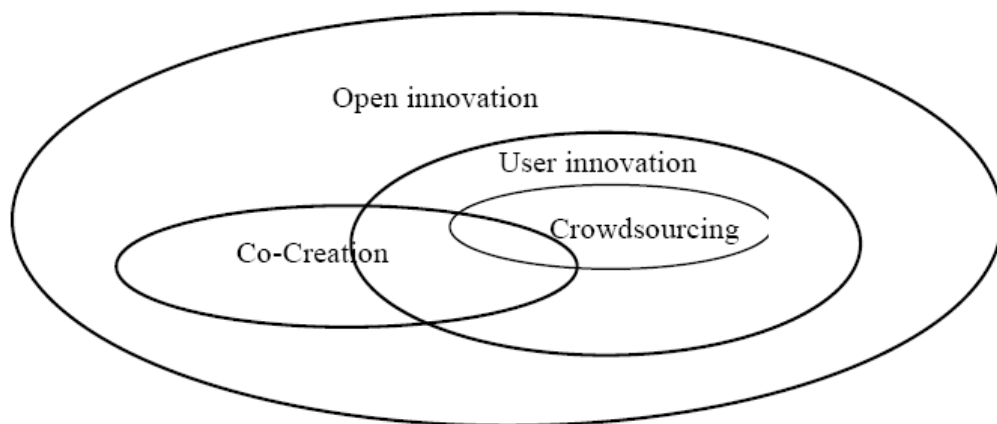 Open innovation
User innovation
Crowdsourcing
Co-Creation